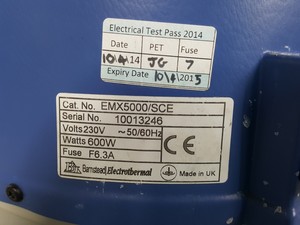 Electrical Test Pass 2014
Date PET Fuse
10/4/14 JG 7
Expiry Date 10/4/2015
Cat. No. EMX5000/SCE
Serial No. 10013246
Volts 230V ~50/60Hz
Watts 600W
Fuse F6.3A
CE
Barnstead Electrothermal Made in UK